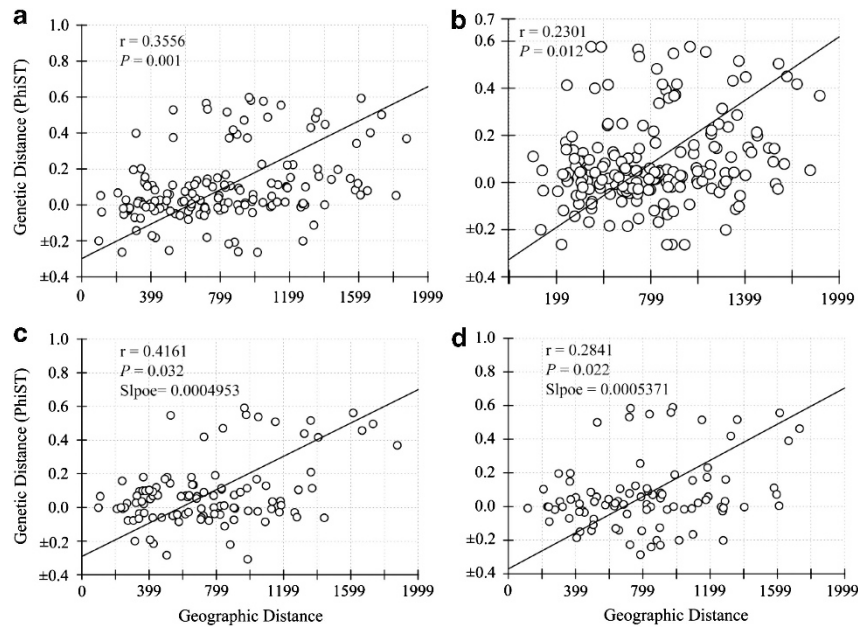 a
r = 0.3556
P = 0.001
Genetic Distance (PhiST)
1.0
0.8
0.6
0.4
0.2
0.0
±0.2
±0.4
0 399 799 1199 1599 1999
b
r = 0.2301
P = 0.012
0.7
0.6
0.4
0.2
0.0
±0.2
±0.4
199 799 1399 1999
c
r = 0.4161
P = 0.032
Slpoe= 0.0004953
Genetic Distance (PhiST)
1.0
0.8
0.6
0.4
0.2
0.0
±0.2
±0.4
0 399 799 1199 1599 1999
Geographic Distance
d
r = 0.2841
P = 0.022
Slpoe = 0.0005371
1.0
0.8
0.6
0.4
0.2
0.0
±0.2
±0.4
399 799 1199 1599 1999
Geographic Distance